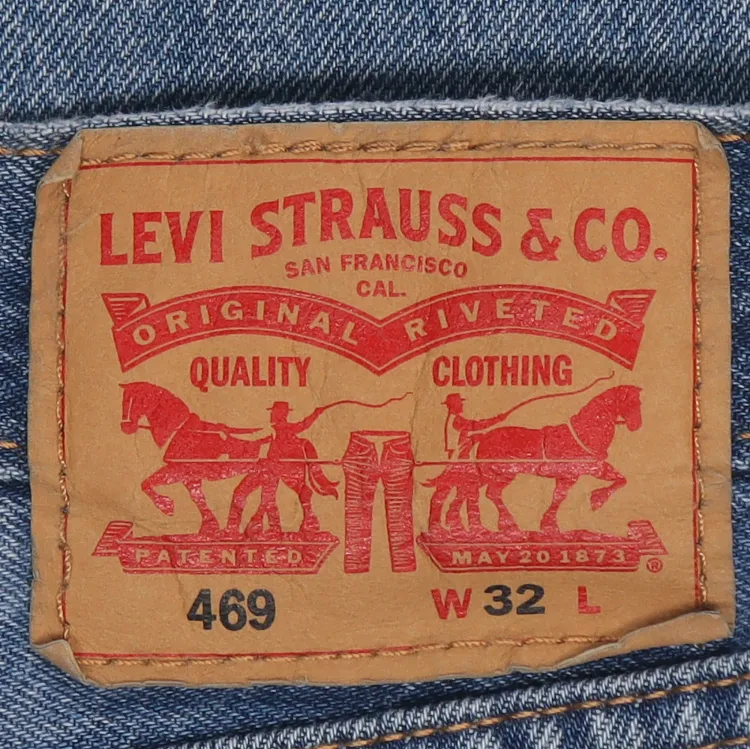 LEVI STRAUSS & CO.
SAN FRANCISCO
CAL.
ORIGINAL RIVETED
QUALITY CLOTHING
PATENTED MAY 20 1873 ®
469 W 32 L